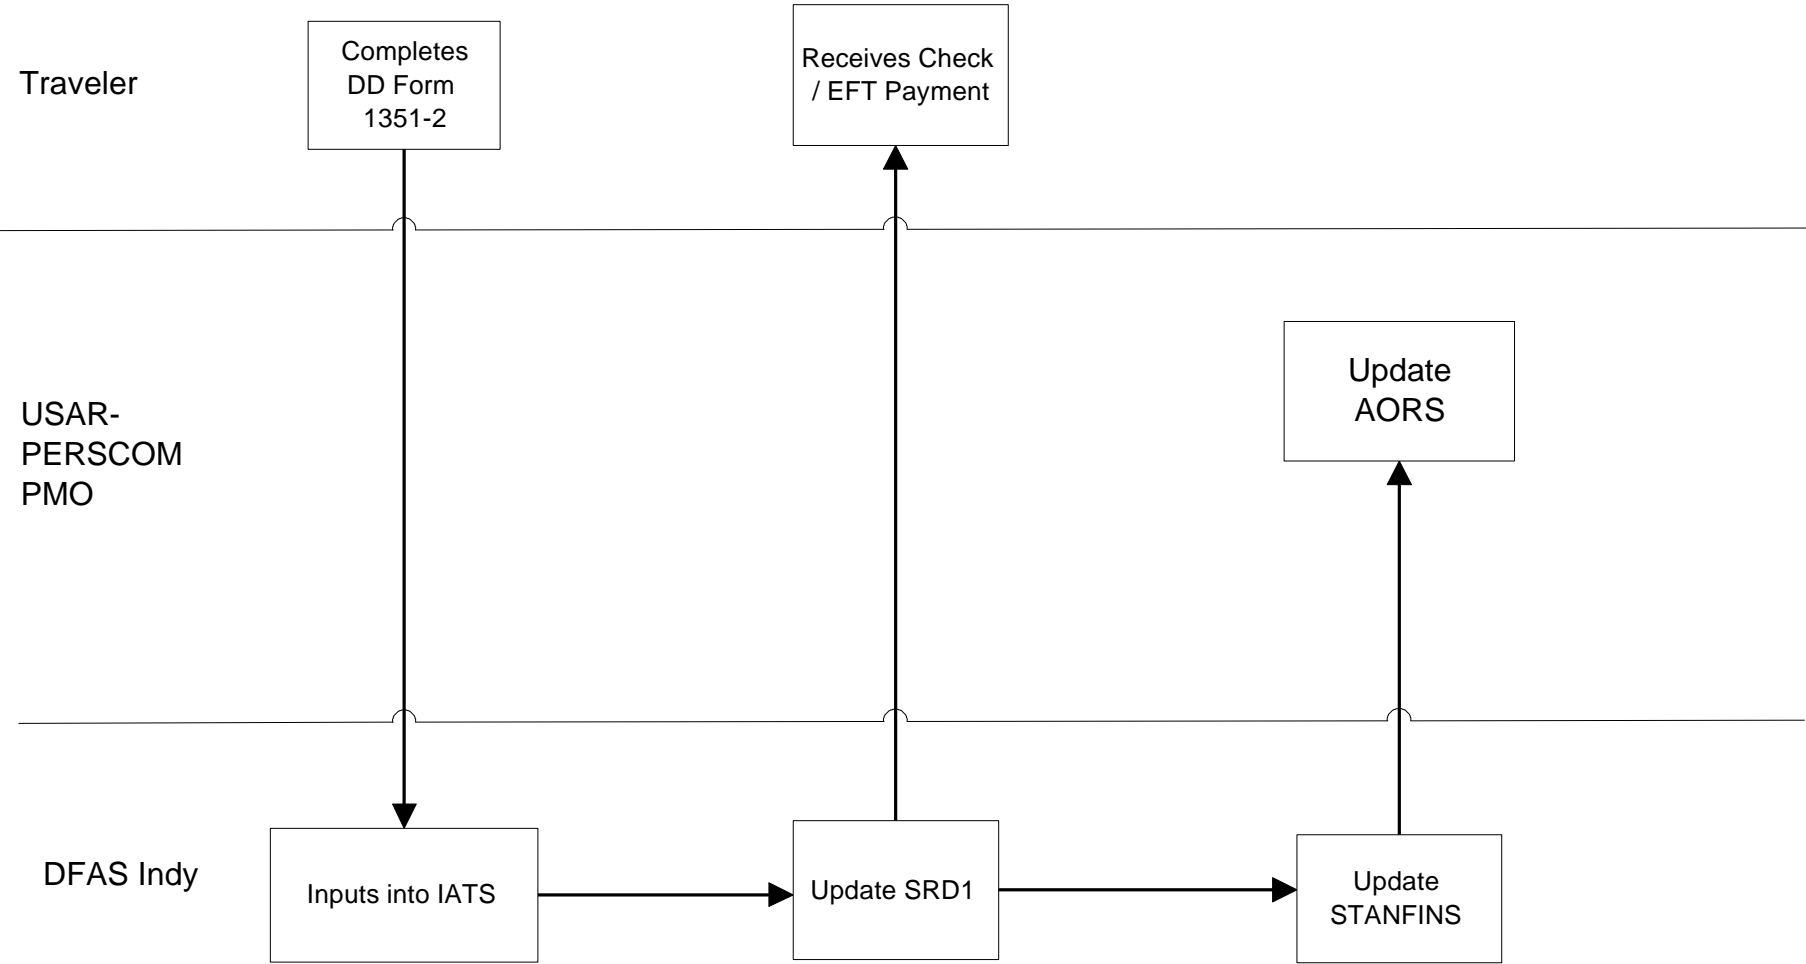 Traveler
Completes
DD Form
1351-2
Receives Check
/ EFT Payment
USAR-
PERSCOM
PMO
Update
AORS
DFAS Indy
Inputs into IATS
Update SRD1
Update
STANFINS